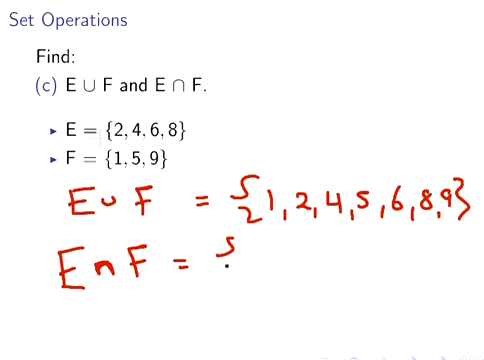 Set Operations
Find:
(c) E ∪ F and E ∩ F.
▸ E = {2, 4, 6, 8}
▸ F = {1, 5, 9}
E ∪ F = {1, 2, 4, 5, 6, 8, 9}
E ∩ F = {